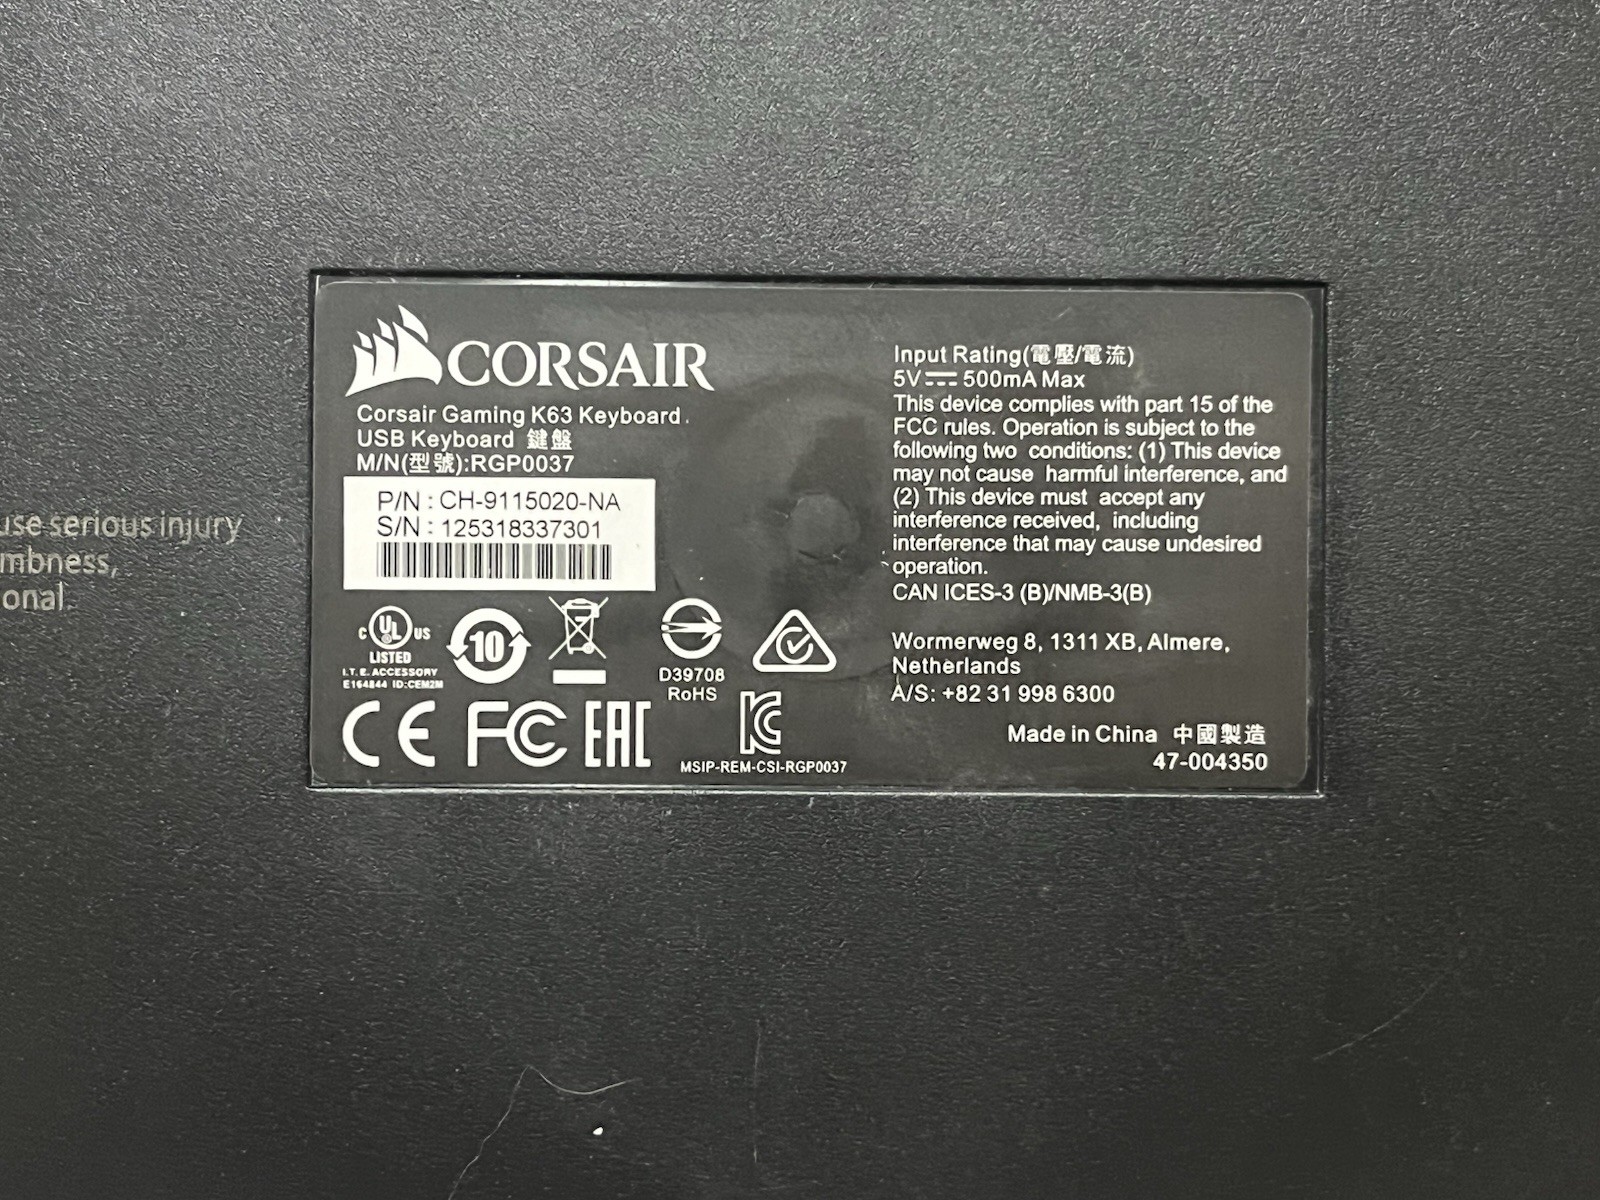 use serious injury
mbness,
onal.
CORSAIR
Corsair Gaming K63 Keyboard
USB Keyboard 鍵盤
M/N(型號):RGP0037
P/N : CH-9115020-NA
S/N : 125318337301
C UL US
LISTED
I.T.E. ACCESSORY
E164844 ID:CEM2M
10
D39708
RoHS
CE FC EAC
KC
MSIP-REM-CSI-RGP0037
Input Rating(電壓/電流)
5V⎓500mA Max
This device complies with part 15 of the
FCC rules. Operation is subject to the
following two conditions: (1) This device
may not cause harmful interference, and
(2) This device must accept any
interference received, including
interference that may cause undesired
operation.
CAN ICES-3 (B)/NMB-3(B)
Wormerweg 8, 1311 XB, Almere,
Netherlands
A/S: +82 31 998 6300
Made in China 中國製造
47-004350